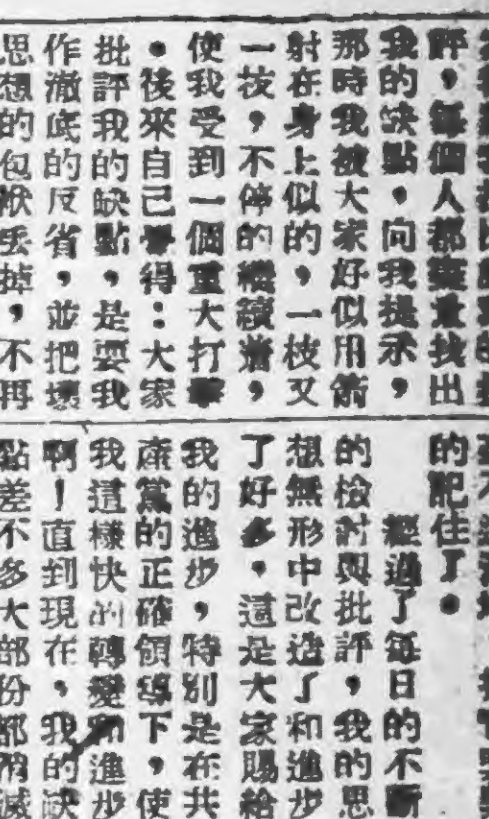 評，每個人都鄭重找出
我的缺點，向我提示，
那時我被大家好似用箭
射在身上似的，一枝又
一枝，不停的繼續着，
使我受到一個重大打擊
。後來自己覺得：大家
批評我的缺點，是要我
作澈底的反省，並把壞
思想的包袱丢掉，不再
的記住了。
經過了每日的不斷
的檢討與批評，我的思
想無形中改造了和進步
了好多。這是大家賜給
我的進步，特別是在共
產黨的正確領導下，使
我這樣快的轉變和進步
啊！直到現在，我的缺
點差不多大部份都消滅